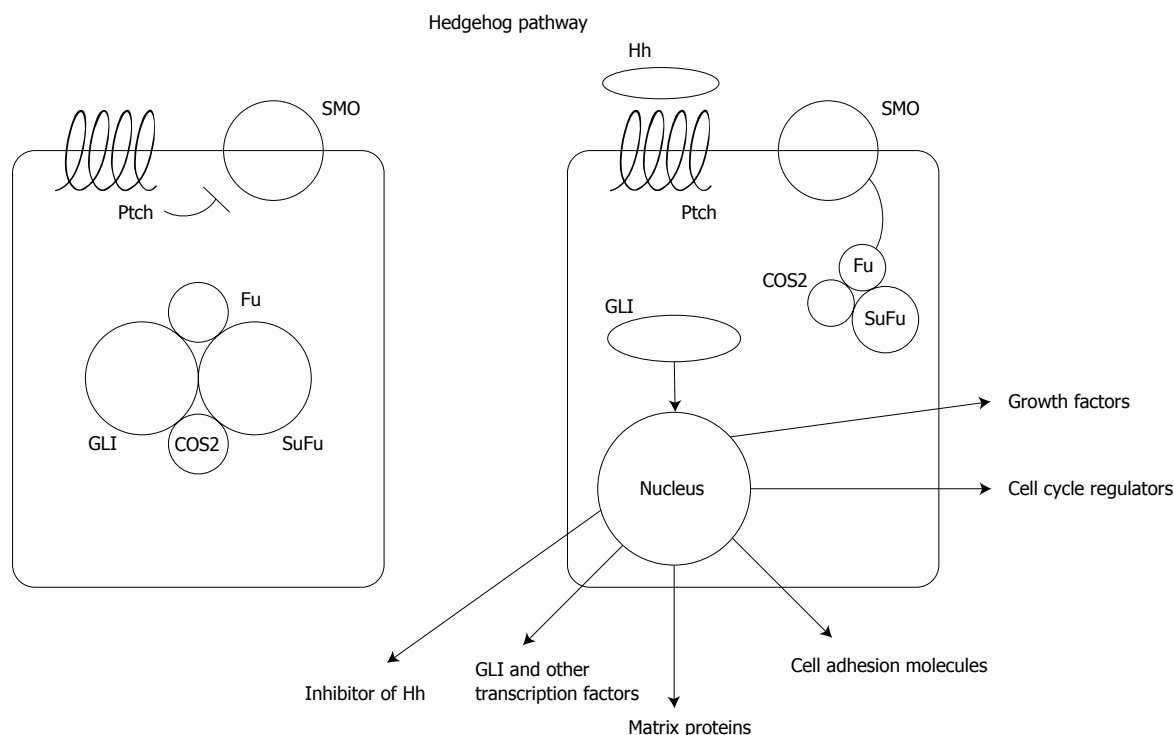 Hedgehog pathway
Hh
SMO
SMO
Ptch
Ptch
Fu
Fu
COS2
SuFu
GLI
GLI
COS2
SuFu
Growth factors
Nucleus
Cell cycle regulators
Cell adhesion molecules
GLI and other
transcription factors
Inhibitor of Hh
Matrix proteins